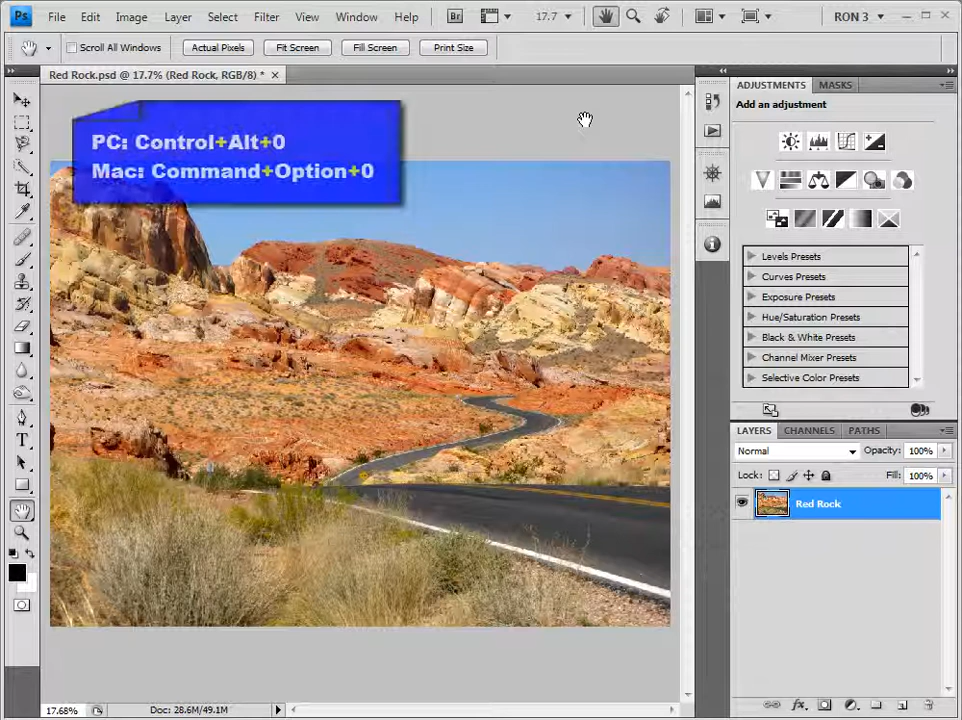 Ps File Edit Image Layer Select Filter View Window Help Br 17.7 RON 3
Scroll All Windows Actual Pixels Fit Screen Fill Screen Print Size
Red Rock.psd @ 17.7% (Red Rock, RGB/8) *
PC: Control+Alt+0
Mac: Command+Option+0
ADJUSTMENTS MASKS
Add an adjustment
Levels Presets
Curves Presets
Exposure Presets
Hue/Saturation Presets
Black & White Presets
Channel Mixer Presets
Selective Color Presets
LAYERS CHANNELS PATHS
Normal Opacity: 100%
Lock: Fill: 100%
Red Rock
17.68% Doc: 28.6M/49.1M